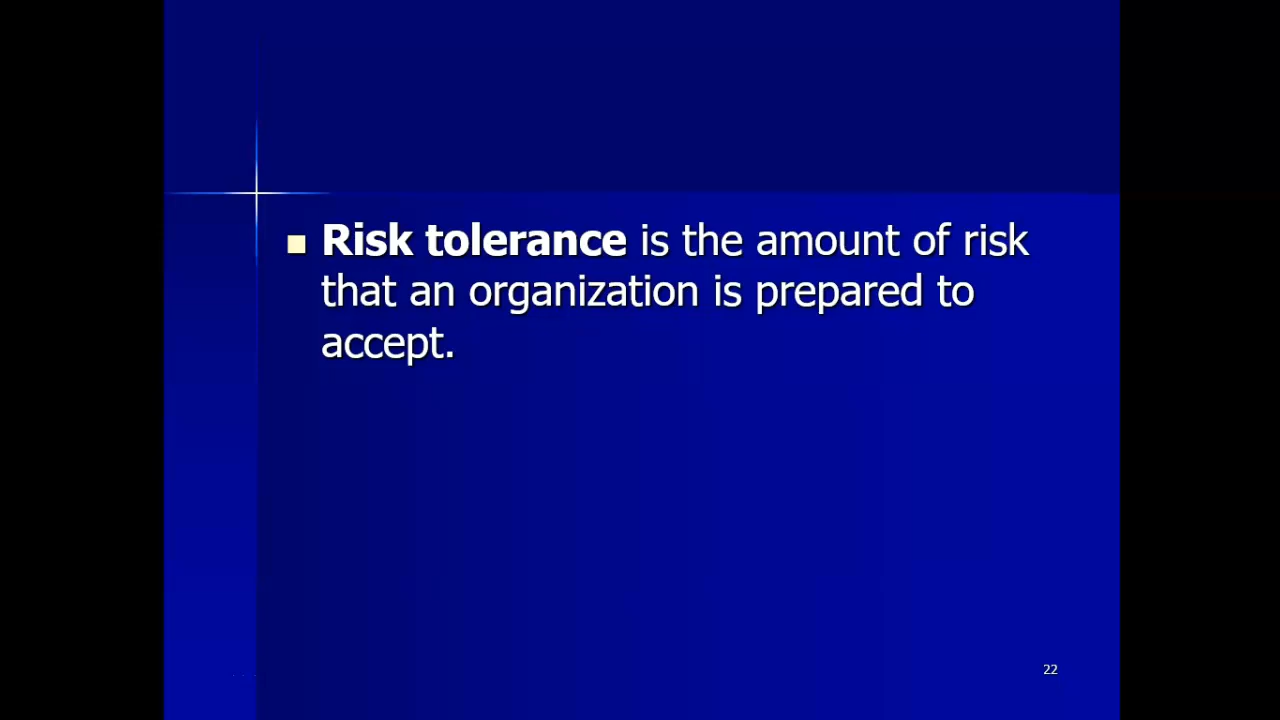 Risk tolerance is the amount of risk
that an organization is prepared to
accept.
22